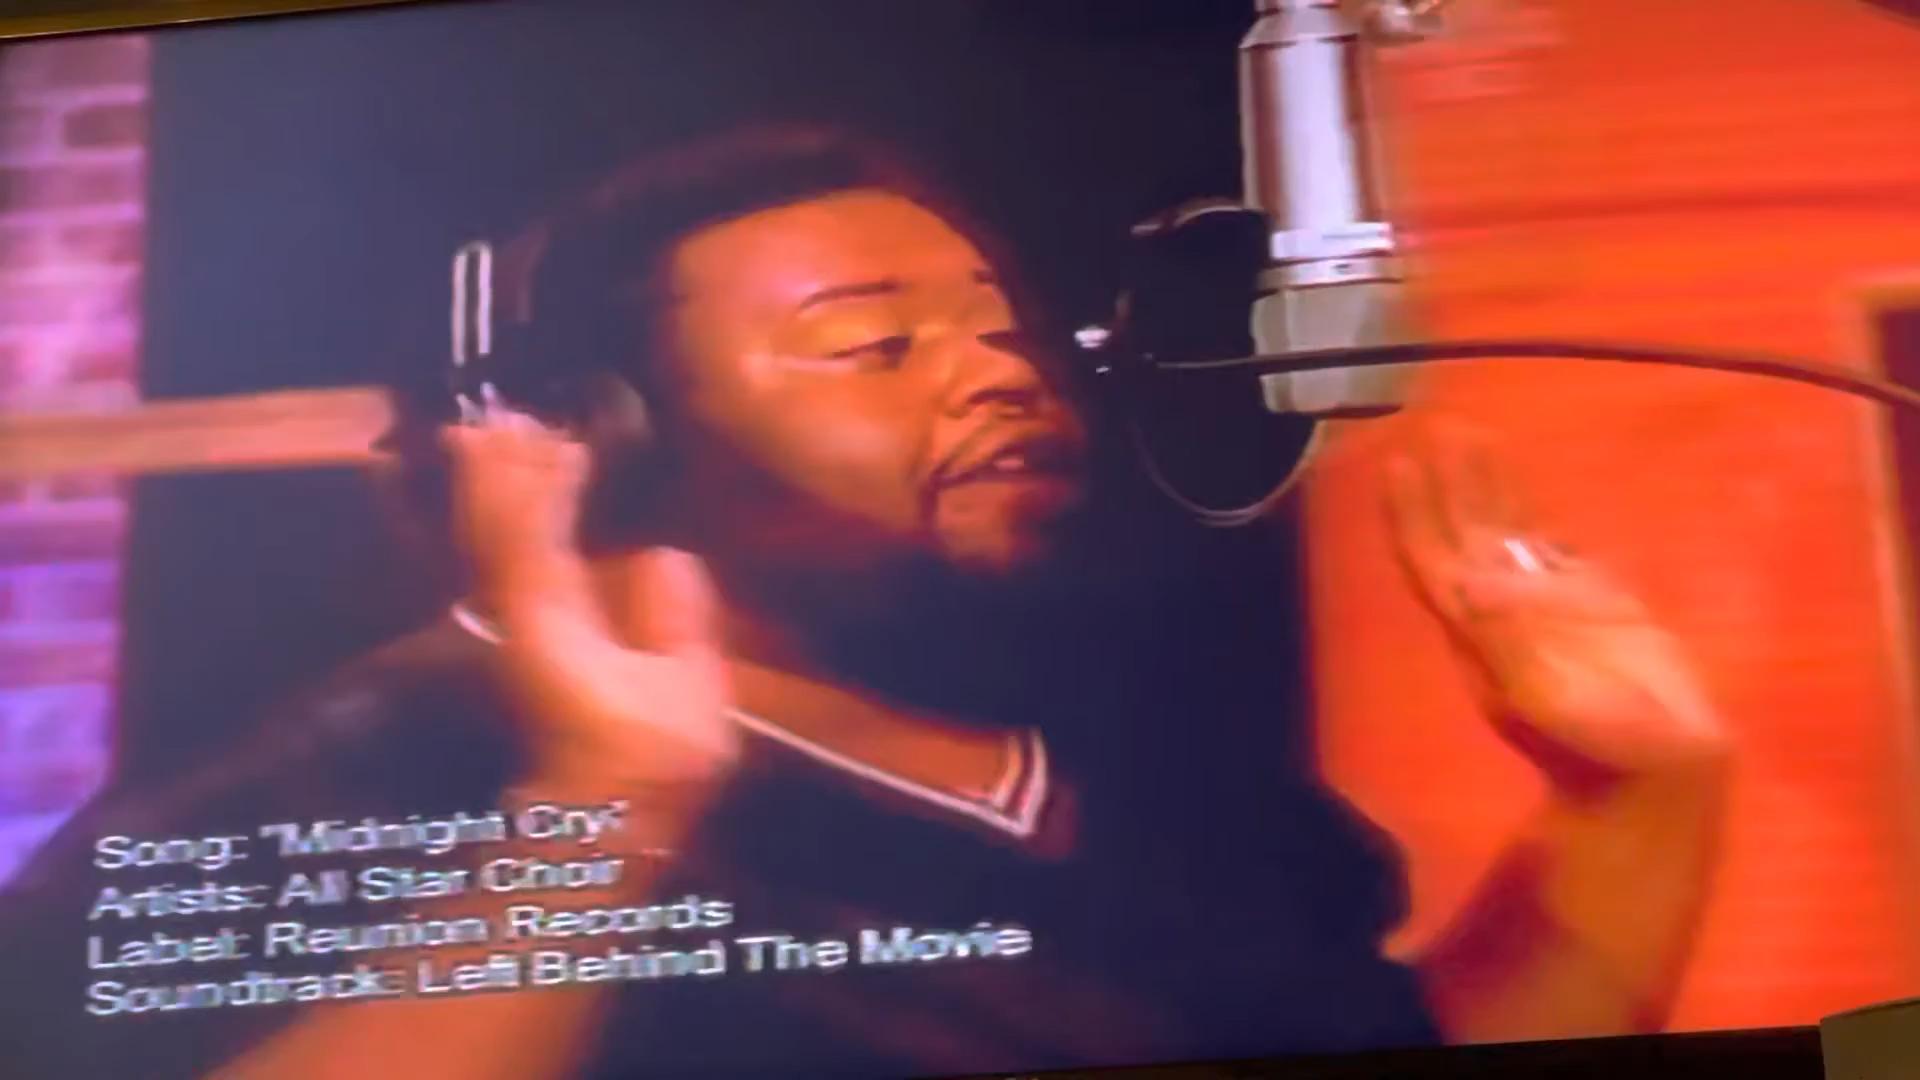 Song: "Midnight Cry"
Artists: All Star Choir
Label: Reunion Records
Soundtrack: Left Behind The Movie